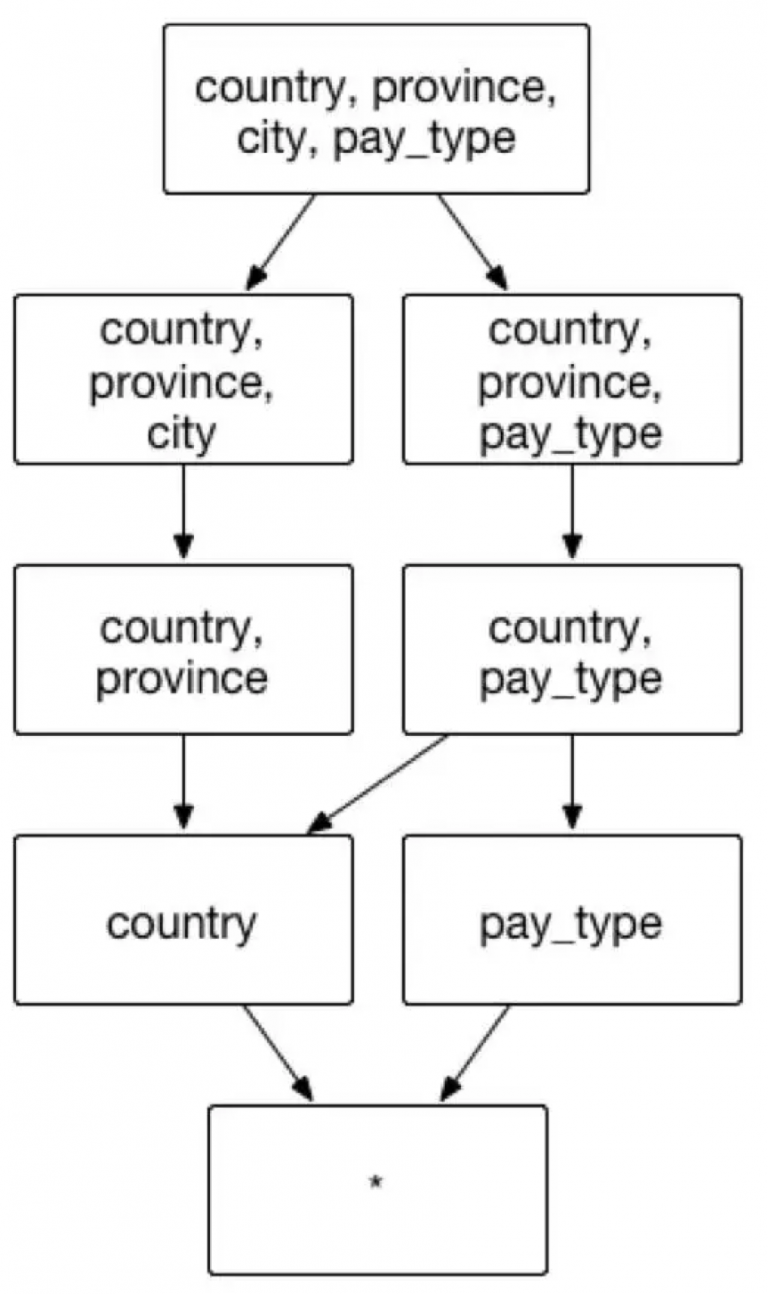 country, province,
city, pay_type
country,
province,
city
country,
province,
pay_type
country,
province
country,
pay_type
country
pay_type
*